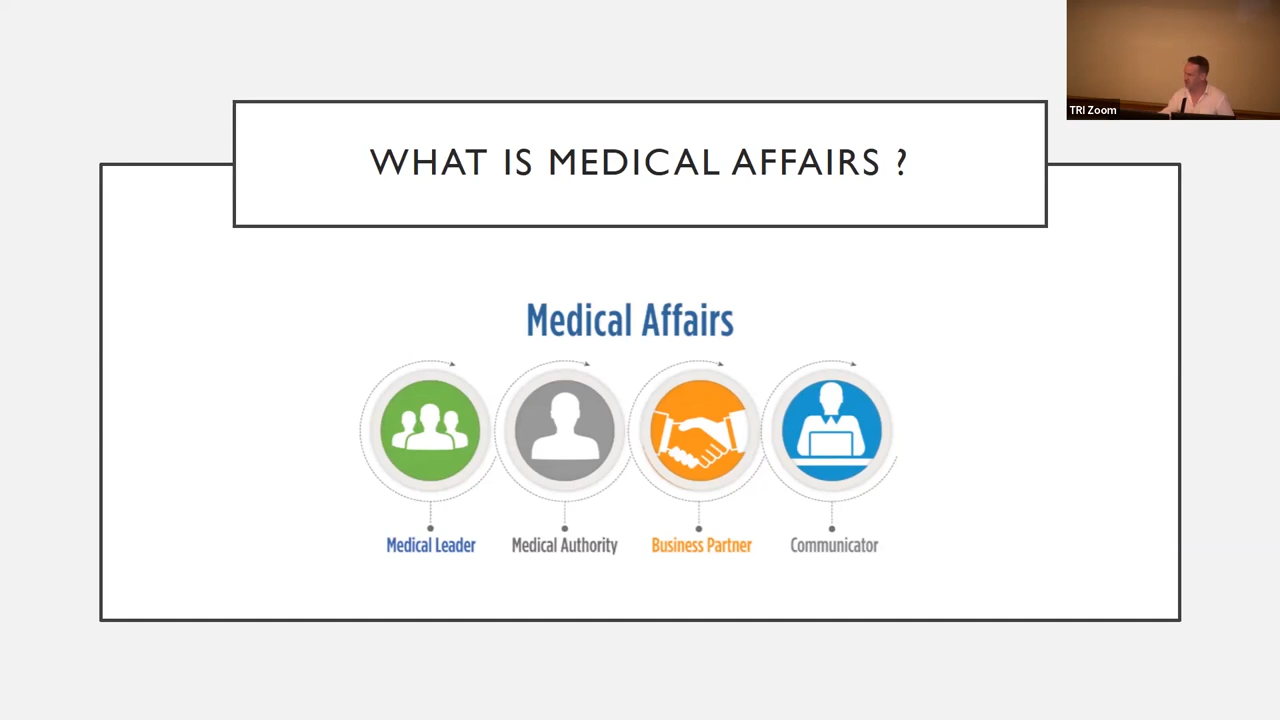 TRI Zoom
WHAT IS MEDICAL AFFAIRS ?
Medical Affairs
Medical Leader
Medical Authority
Business Partner
Communicator